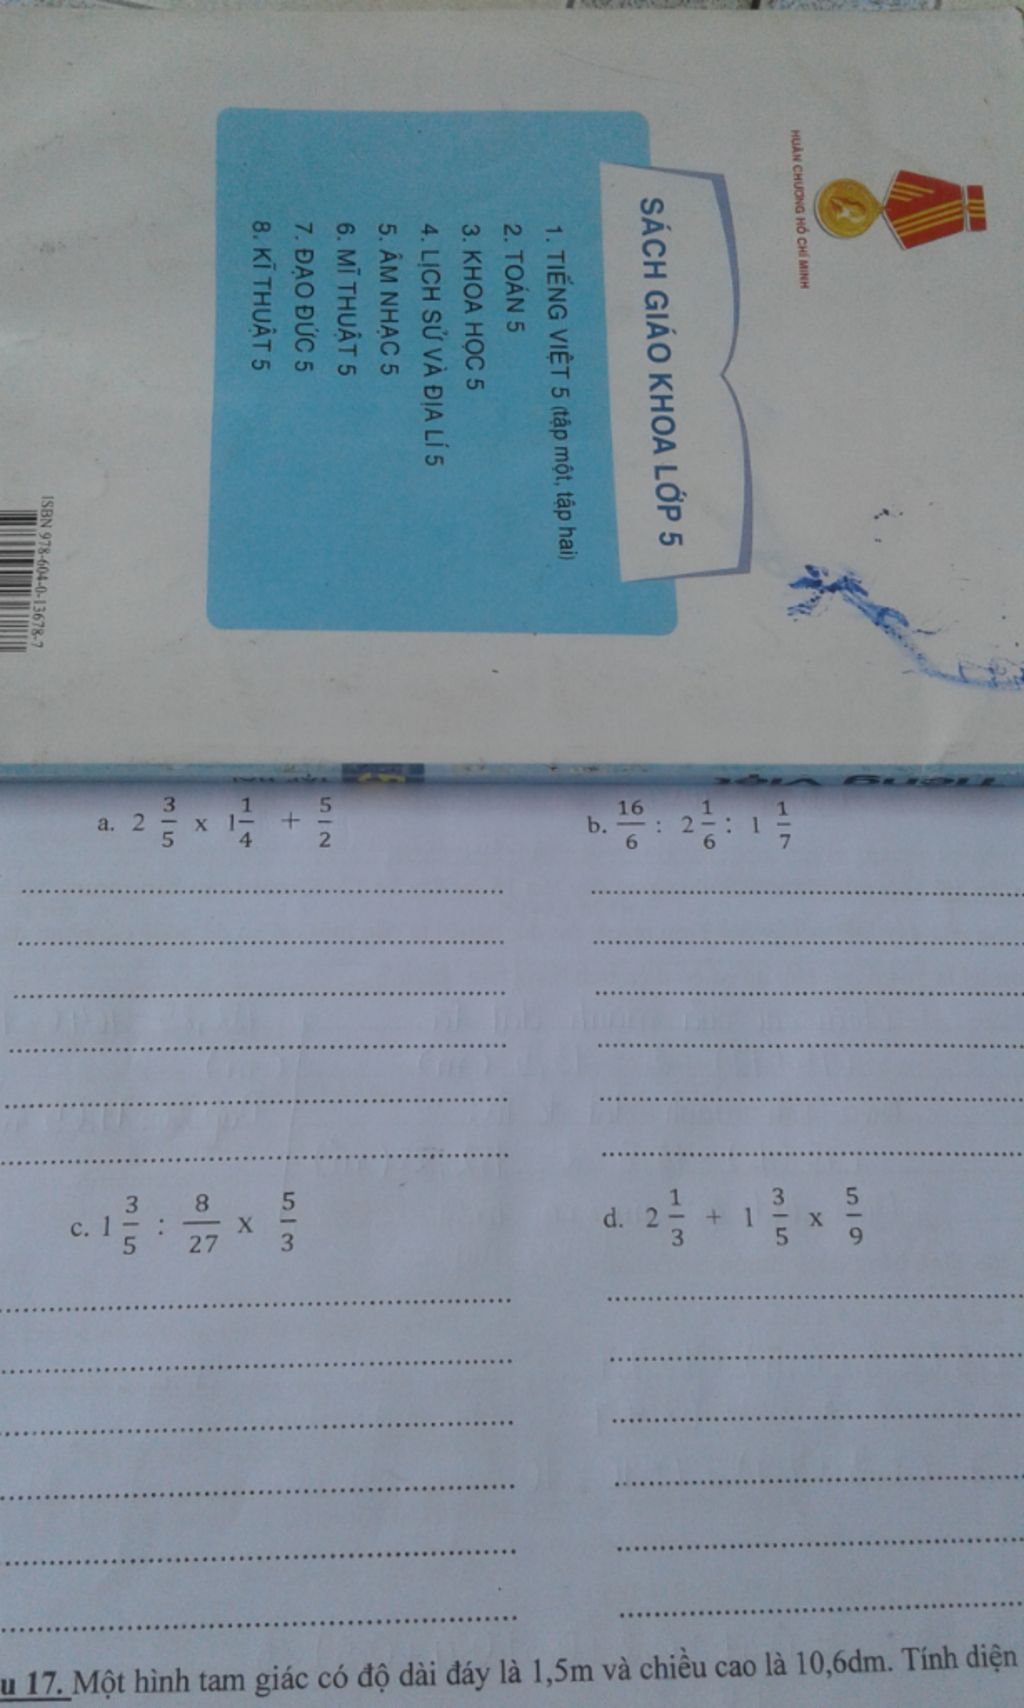 HUÂN CHƯƠNG HỒ CHÍ MINH
SÁCH GIÁO KHOA LỚP 5
1. TIẾNG VIỆT 5 (tập một, tập hai)
2. TOÁN 5
3. KHOA HỌC 5
4. LỊCH SỬ VÀ ĐỊA LÍ 5
5. ÂM NHẠC 5
6. MĨ THUẬT 5
7. ĐẠO ĐỨC 5
8. KĨ THUẬT 5
ISBN 978-604-0-13678-7
Tiếng Việt
a. 2 3/5 x 1 1/4 + 5/2
b. 16/6 : 2 1/6 : 1 1/7
c. 1 3/5 : 8/27 x 5/3
d. 2 1/3 + 1 3/5 x 5/9
u 17. Một hình tam giác có độ dài đáy là 1,5m và chiều cao là 10,6dm. Tính diện